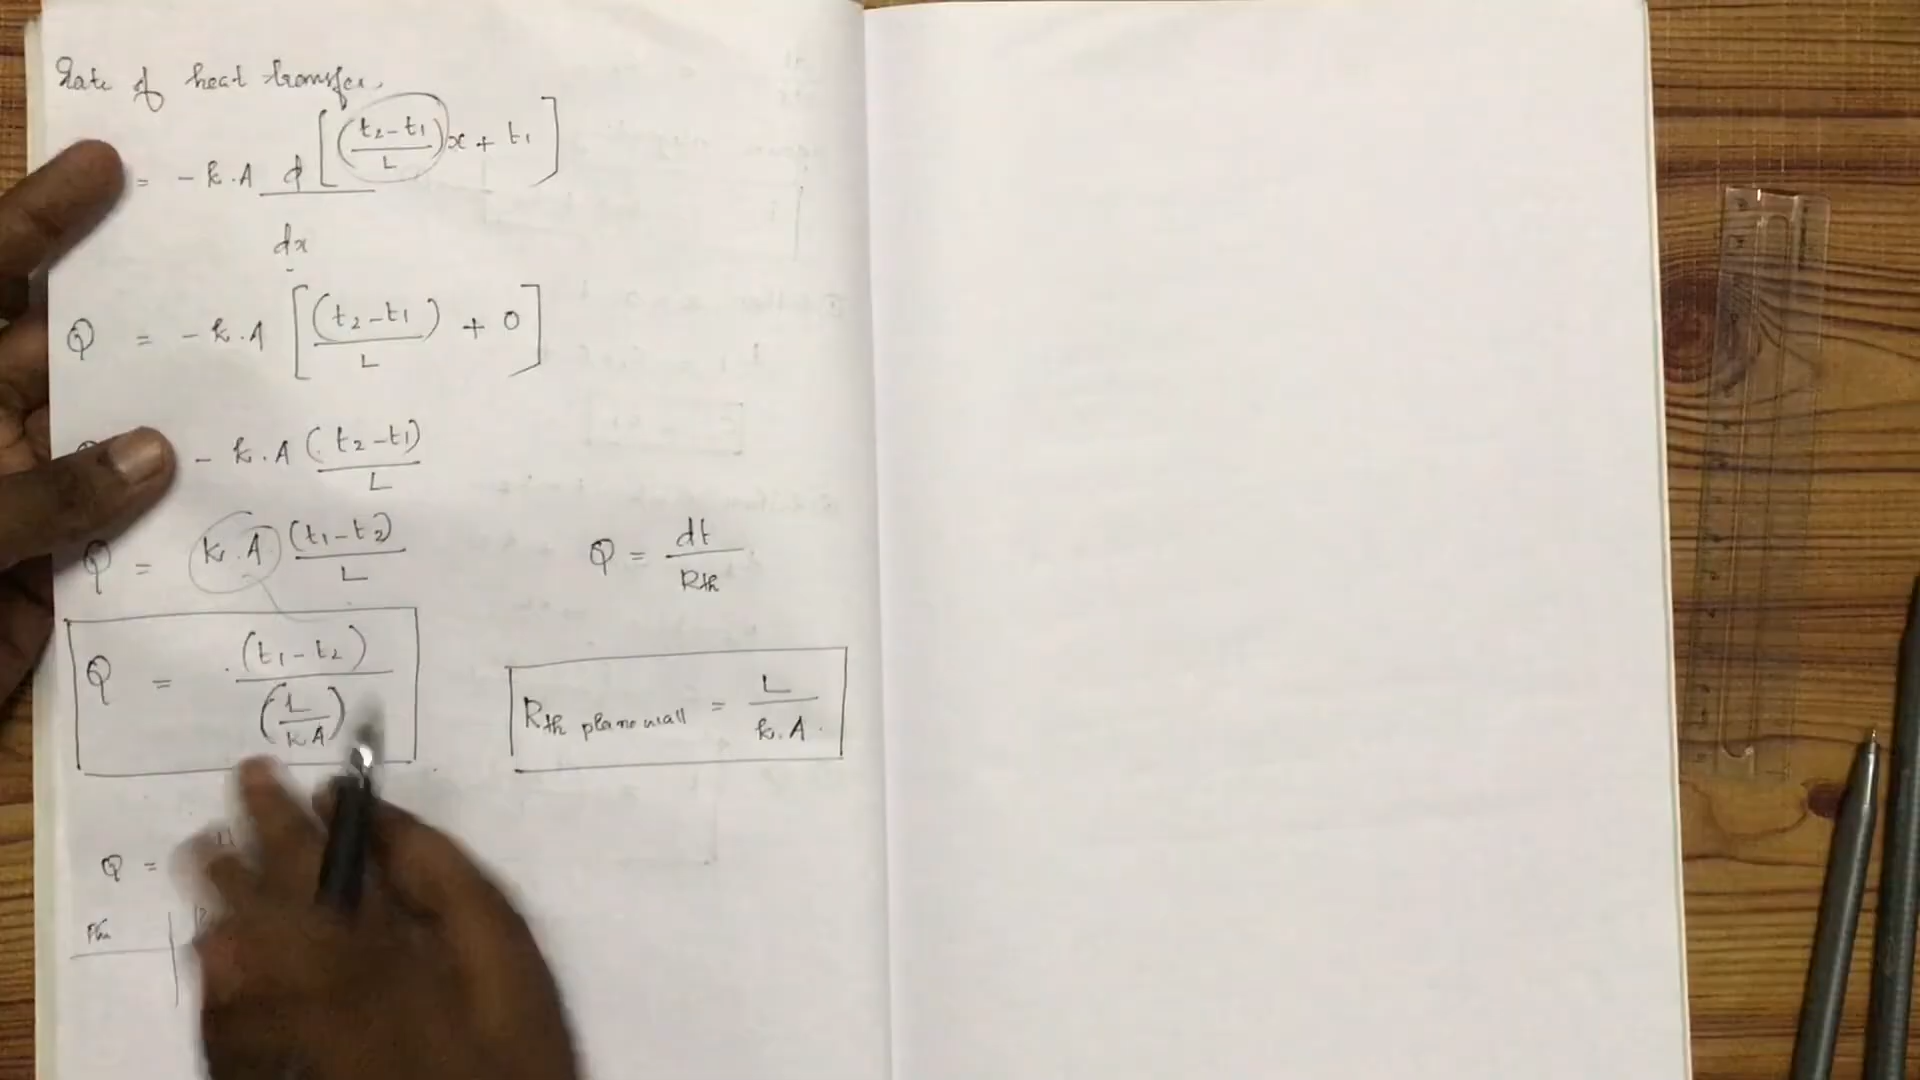 Rate of heat transfer,
= - k.A d [((t2-t1)/L) x + t1]
dx
Q = - k.A [(t2-t1)/L + 0]
- k.A (t2-t1)/L
Q = k.A (t1-t2)/L
Q = dt/Rth
Q = (t1-t2)/(L/kA)
Rth plane wall = L/k.A
Q =